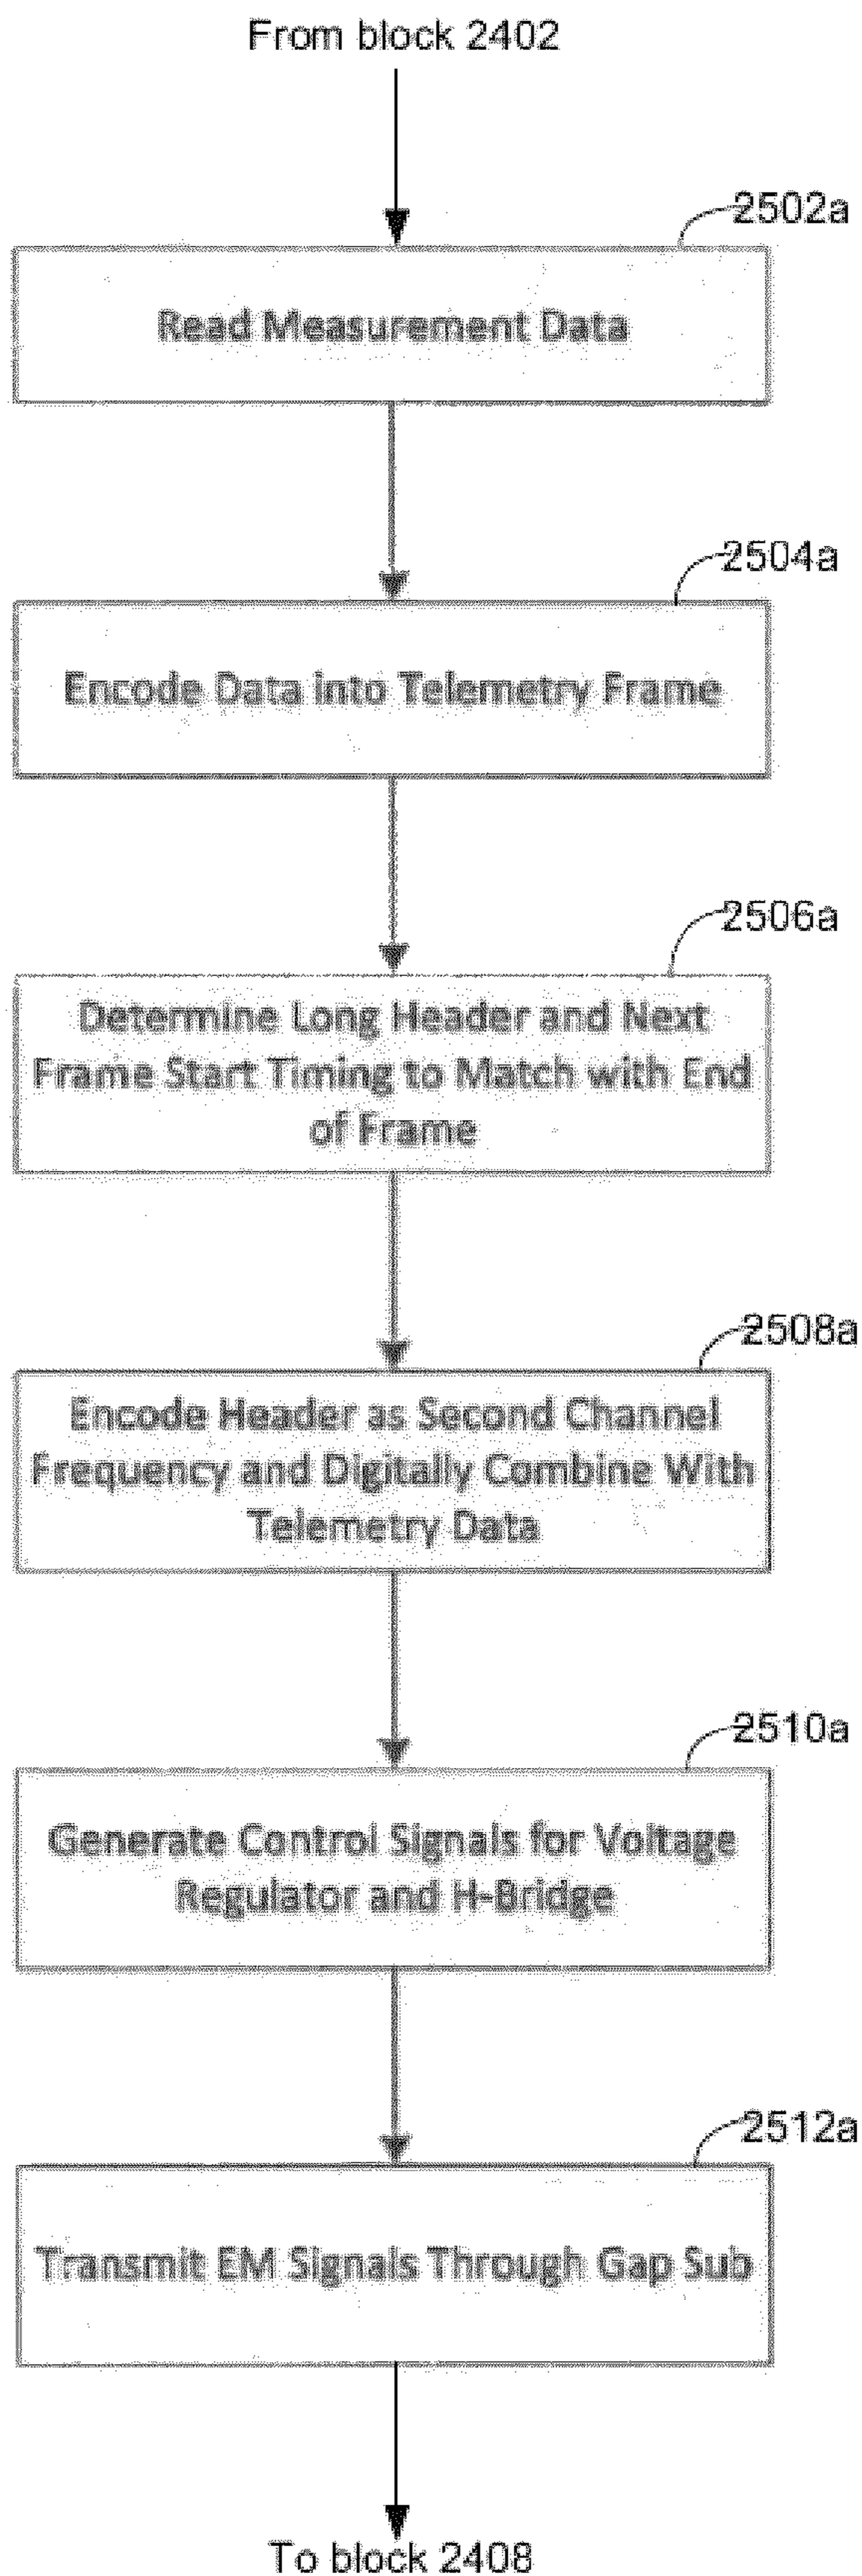 From block 2402
2502a
Read Measurement Data
2504a
Encode Data into Telemetry Frame
2506a
Determine Long Header and Next
Frame Start Timing to Match with End
of Frame
2508a
Encode Header as Second Channel
Frequency and Digitally Combine With
Telemetry Data
2510a
Generate Control Signals for Voltage
Regulator and H-Bridge
2512a
Transmit EM Signals Through Gap Sub
To block 2408